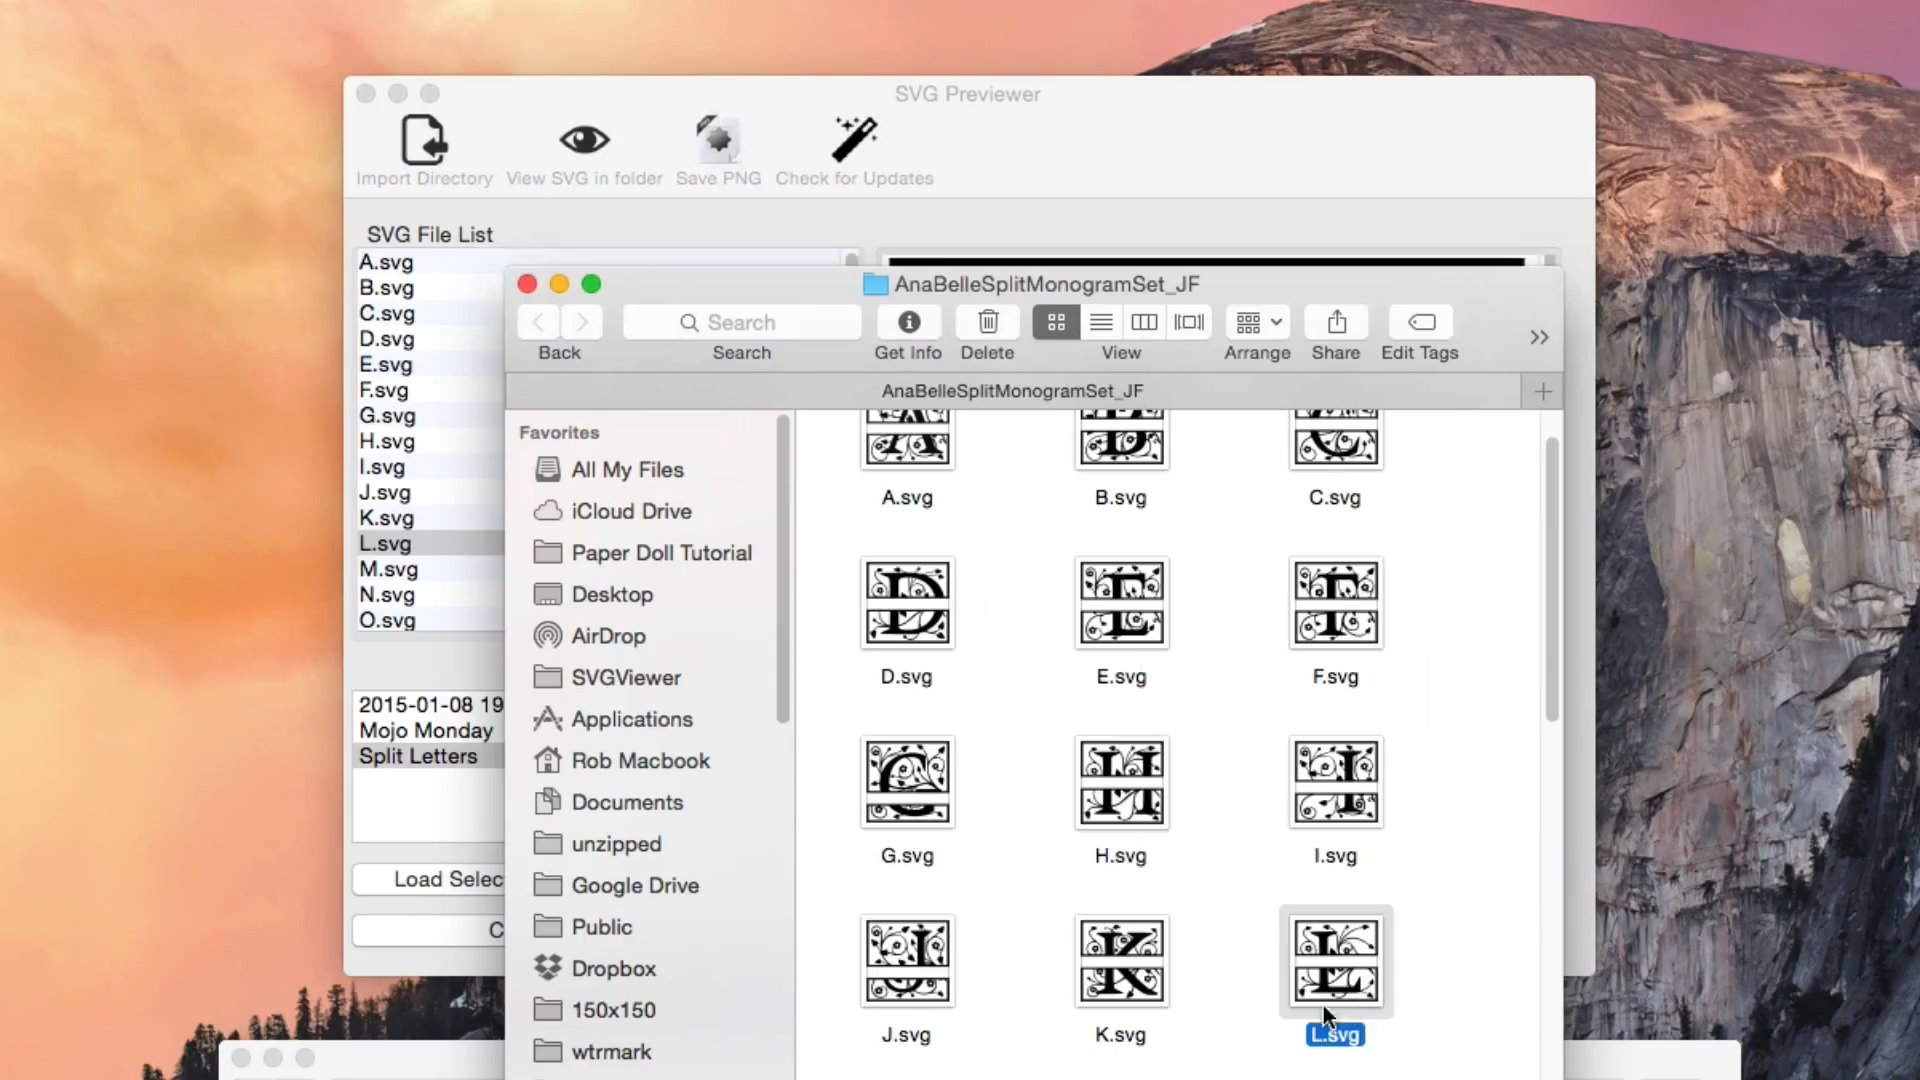 SVG Previewer
Import Directory
View SVG in folder
Save PNG
Check for Updates
SVG File List
A.svg
B.svg
C.svg
D.svg
E.svg
F.svg
G.svg
H.svg
I.svg
J.svg
K.svg
L.svg
M.svg
N.svg
O.svg
2015-01-08 19
Mojo Monday
Split Letters
Load Selec
C
AnaBelleSplitMonogramSet_JF
Search
Back
Search
Get Info
Delete
View
Arrange
Share
Edit Tags
AnaBelleSplitMonogramSet_JF
Favorites
All My Files
iCloud Drive
Paper Doll Tutorial
Desktop
AirDrop
SVGViewer
Applications
Rob Macbook
Documents
unzipped
Google Drive
Public
Dropbox
150x150
wtrmark
A.svg
B.svg
C.svg
D.svg
E.svg
F.svg
G.svg
H.svg
I.svg
J.svg
K.svg
L.svg